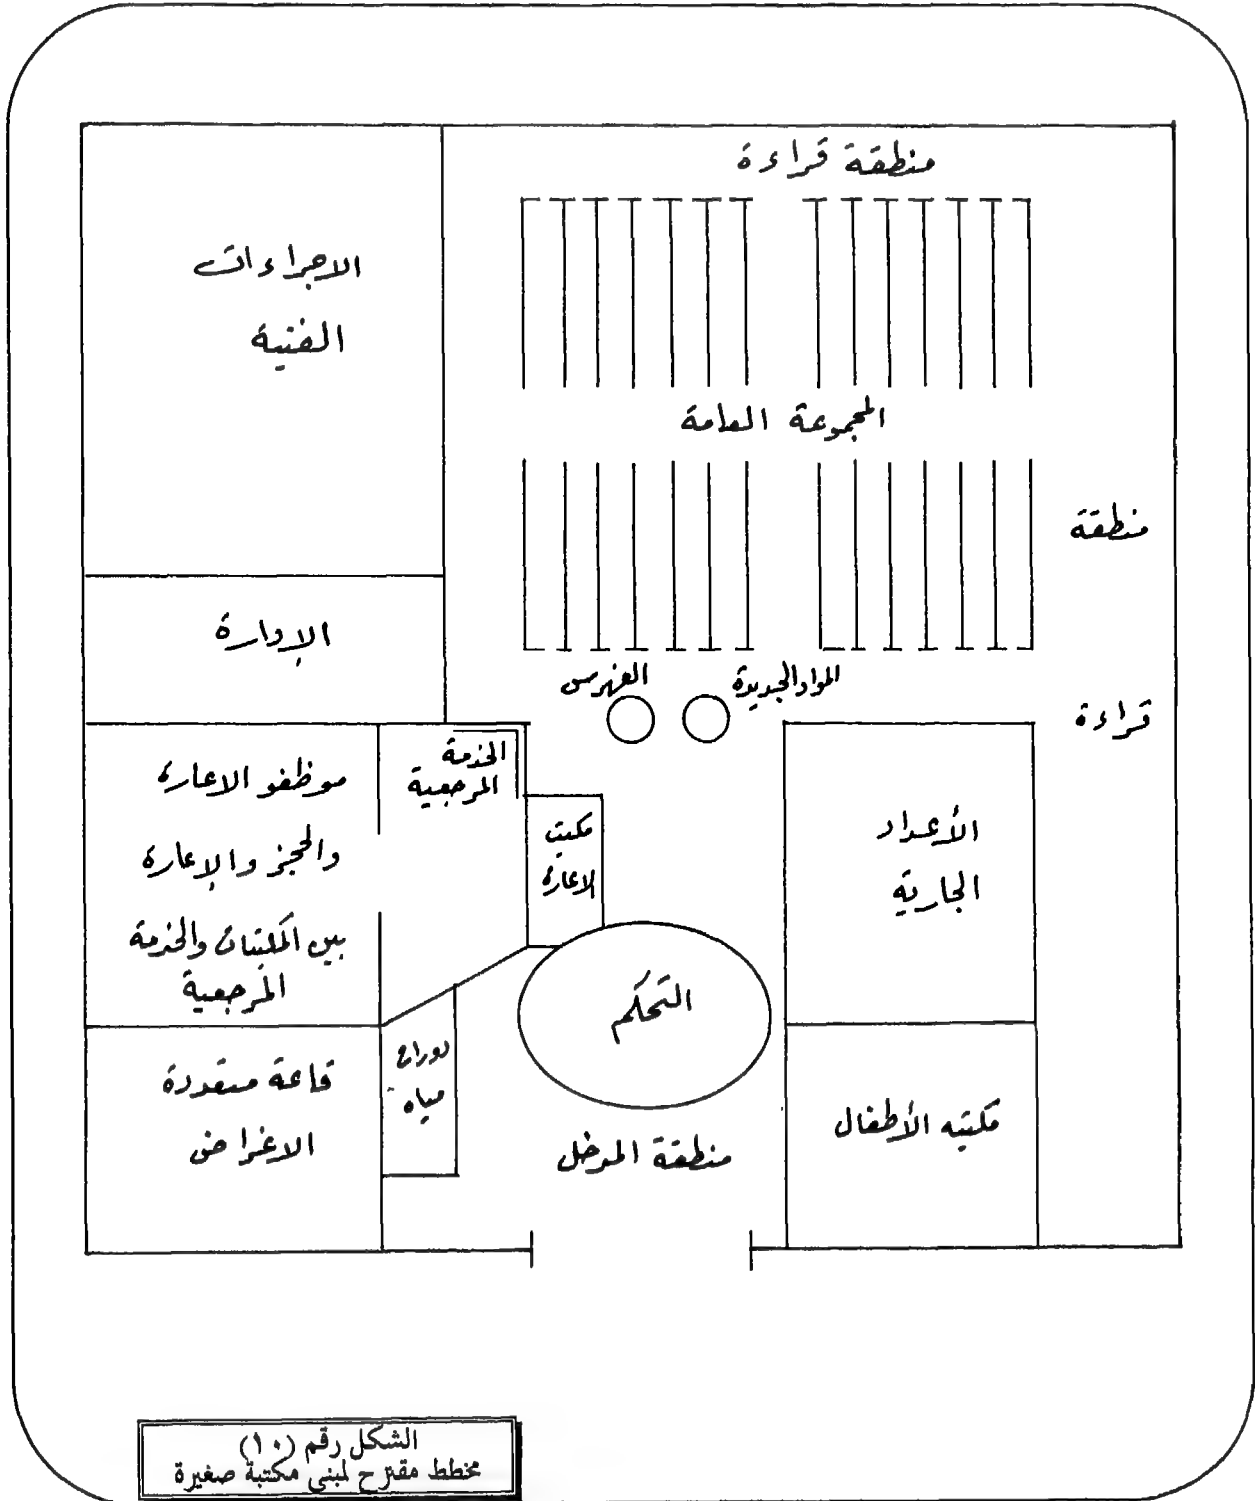 منطقة قراءة
الاجراءات
الفنية
المجموعة العامة
منطقة
قراءة
الإدارة
الفهرس
المواد الجديدة
الخدمة
المرجعية
موظفو الاعارة
والحجز والإعارة
بين المكتبات والخدمة
المرجعية
مكتب
الاعارة
الأعداد
الجارية
التحكم
دورات
مياه
قاعة متعددة
الاغراض
مكتبه الأطفال
منطقة المدخل
الشكل رقم (١٠)
مخطط مقترح لمبنى مكتبة صغيرة